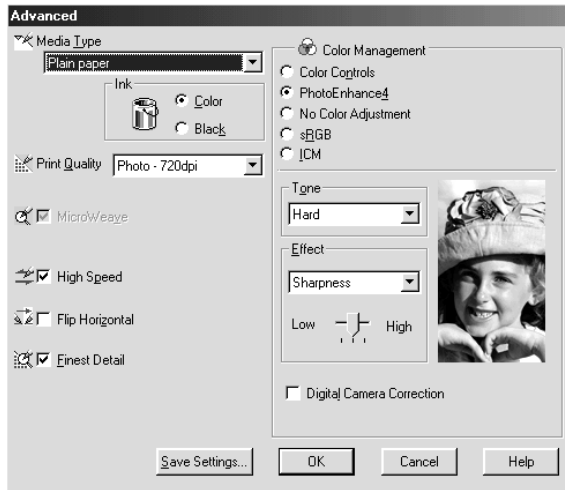 Advanced
Media Type
Plain paper
Ink
Color
Black
Print Quality
Photo - 720dpi
MicroWeave
High Speed
Flip Horizontal
Finest Detail
Color Management
Color Controls
PhotoEnhance4
No Color Adjustment
sRGB
ICM
Tone
Hard
Effect
Sharpness
Low
High
Digital Camera Correction
Save Settings...
OK
Cancel
Help